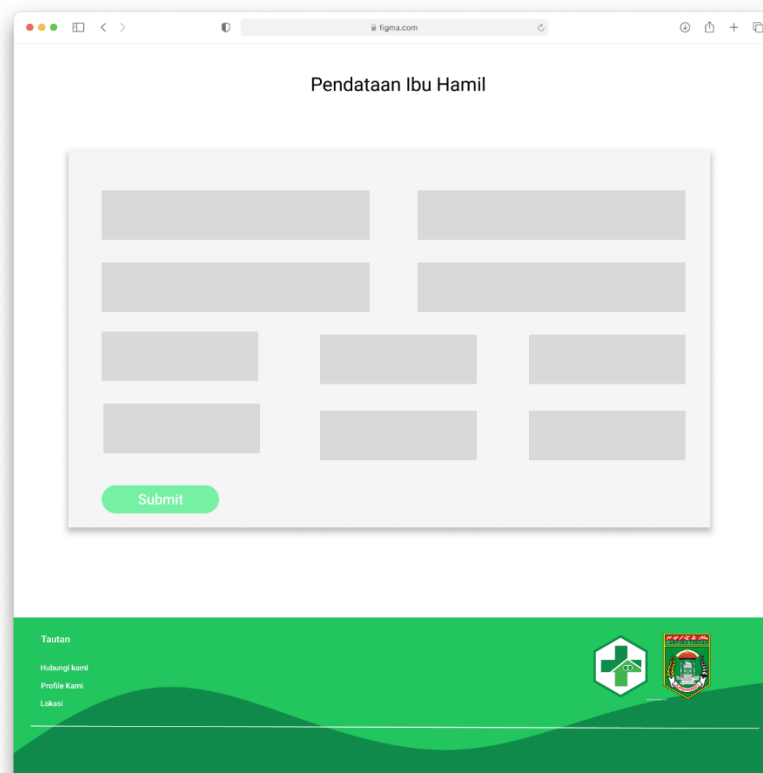 figma.com
Pendataan Ibu Hamil
Submit
Tautan
Hubungi kami
Profile Kami
Lokasi